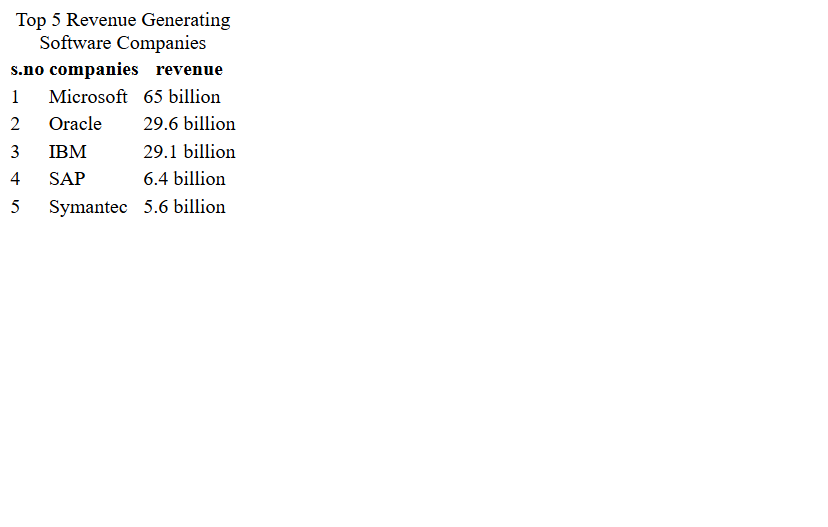 Top 5 Revenue Generating
Software Companies
s.no companies revenue
1 Microsoft 65 billion
2 Oracle 29.6 billion
3 IBM 29.1 billion
4 SAP 6.4 billion
5 Symantec 5.6 billion